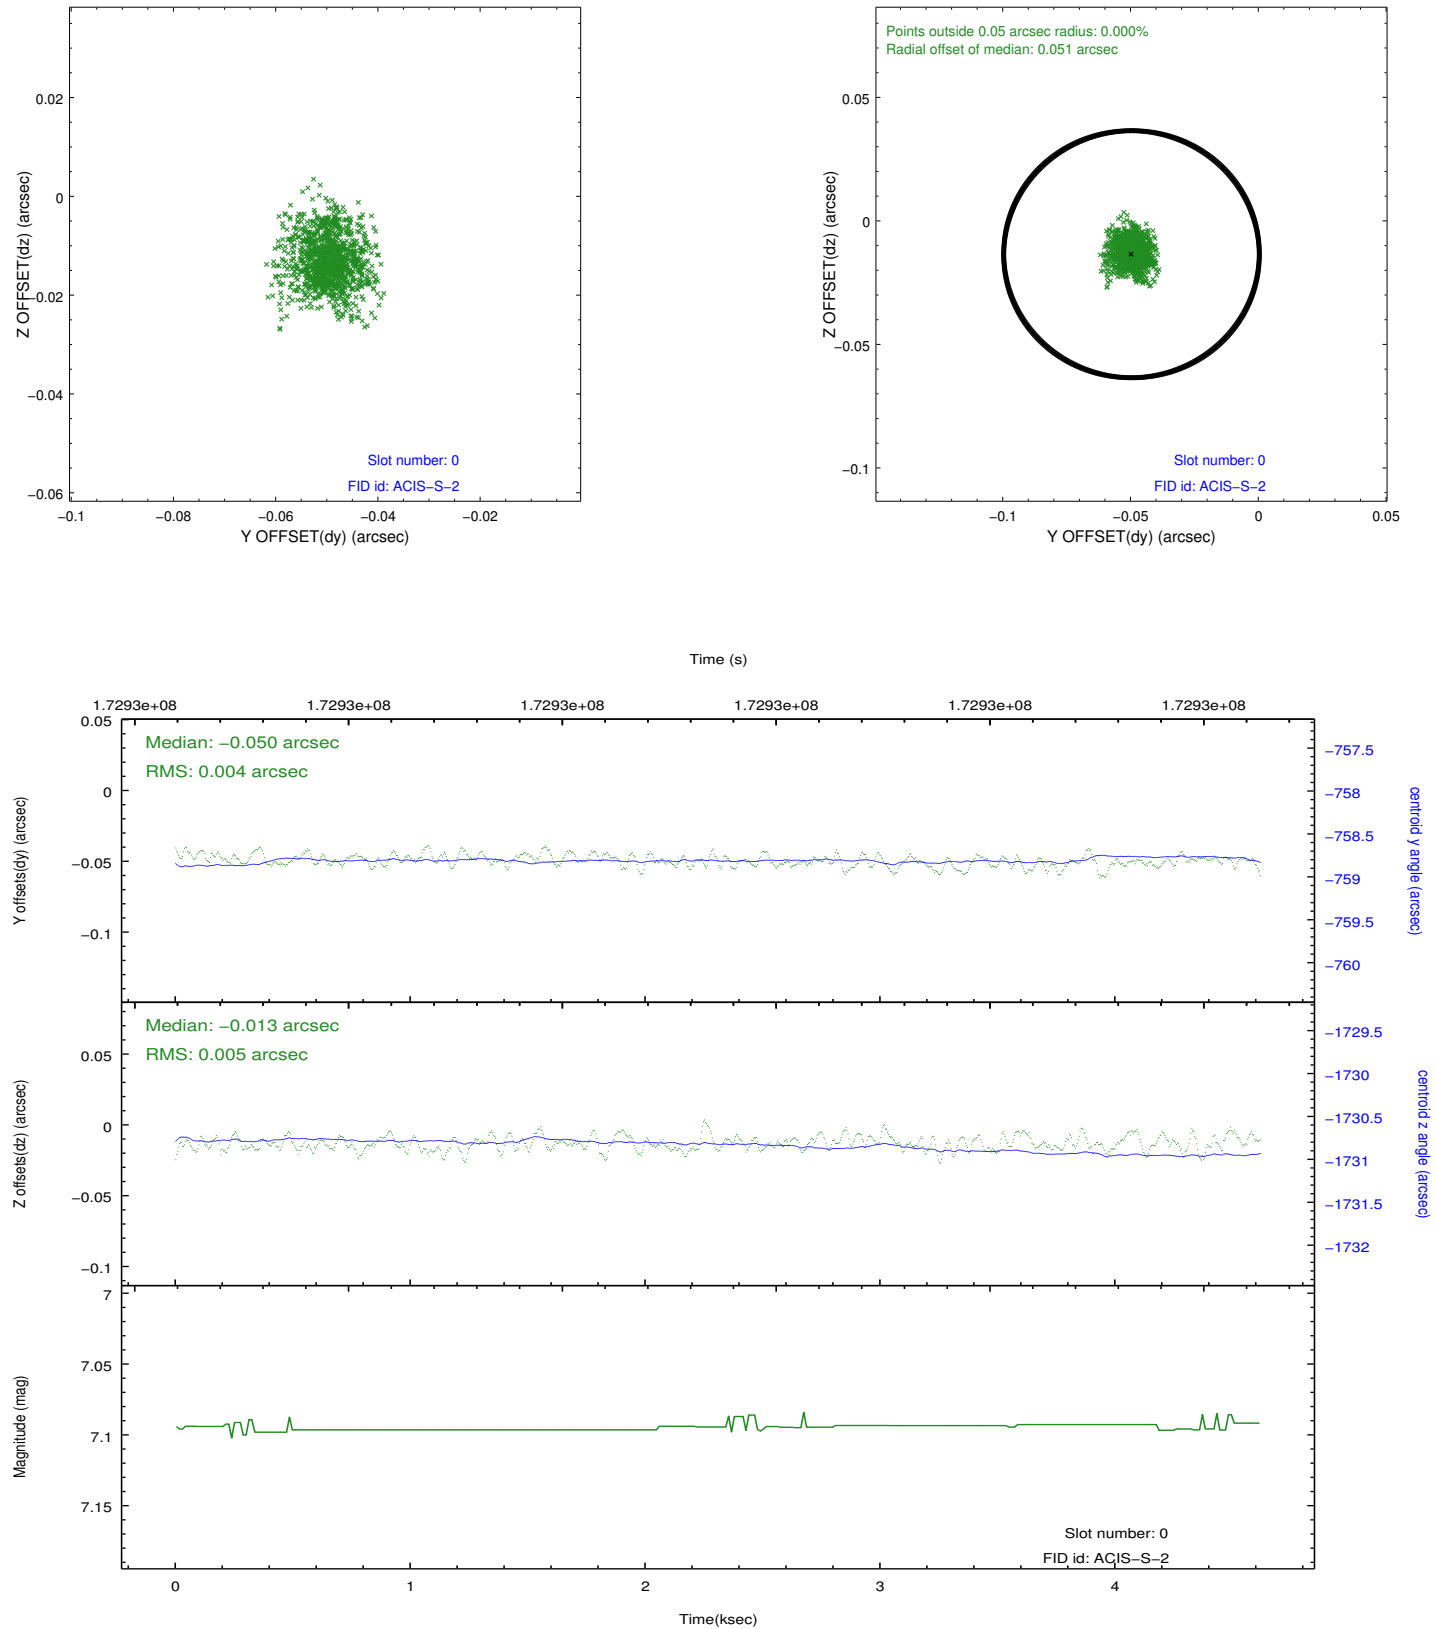 0.02
0
−0.02
−0.04
−0.06
Z OFFSET(dz) (arcsec)
Slot number: 0
FID id: ACIS−S−2
−0.1
−0.08
−0.06
−0.04
−0.02
Y OFFSET(dy) (arcsec)
Points outside 0.05 arcsec radius: 0.000%
Radial offset of median: 0.051 arcsec
0.05
0
−0.05
−0.1
Z OFFSET(dz) (arcsec)
Slot number: 0
FID id: ACIS−S−2
−0.1
−0.05
0
0.05
Y OFFSET(dy) (arcsec)
Time (s)
1.7293e+08
1.7293e+08
1.7293e+08
1.7293e+08
1.7293e+08
1.7293e+08
0.05
0
−0.05
−0.1
Y offsets(dy) (arcsec)
Median: −0.050 arcsec
RMS: 0.004 arcsec
−757.5
−758
−758.5
−759
−759.5
−760
centroid y angle (arcsec)
0.05
0
−0.05
−0.1
Z offsets(dz) (arcsec)
Median: −0.013 arcsec
RMS: 0.005 arcsec
−1729.5
−1730
−1730.5
−1731
−1731.5
−1732
centroid z angle (arcsec)
7
7.05
7.1
7.15
Magnitude (mag)
Slot number: 0
FID id: ACIS−S−2
0
1
2
3
4
Time(ksec)